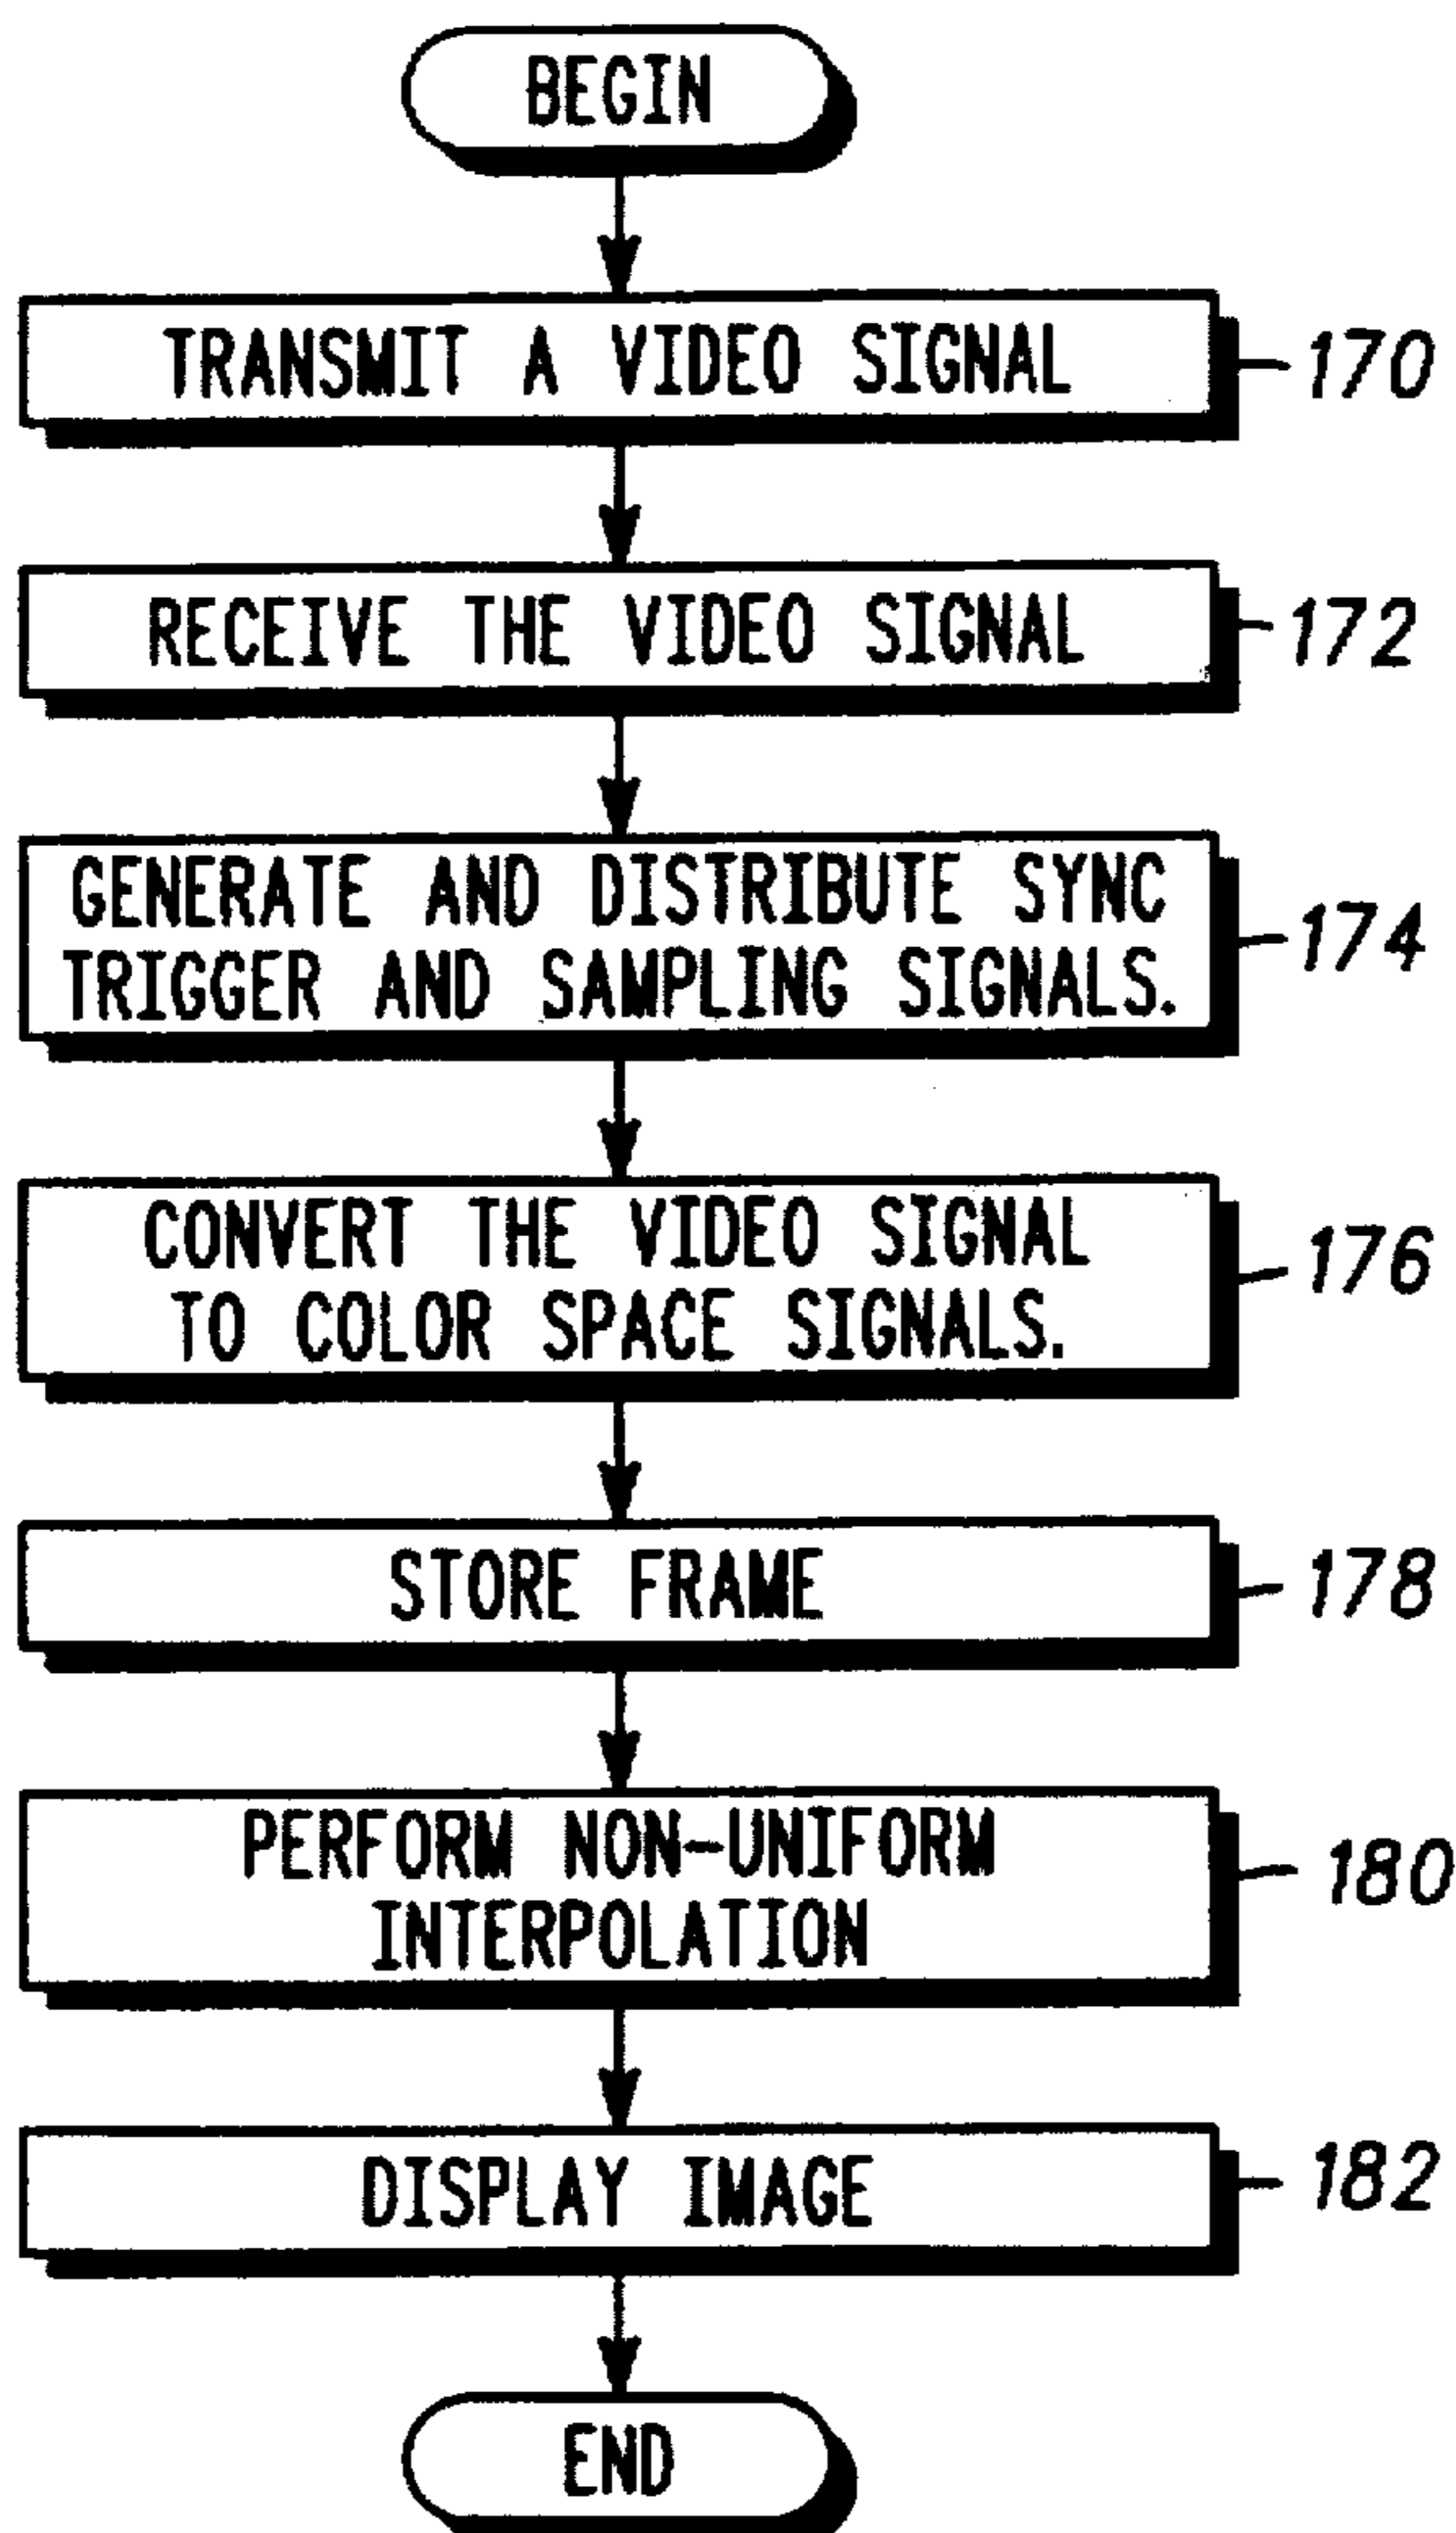 BEGIN
TRANSMIT A VIDEO SIGNAL
170
RECEIVE THE VIDEO SIGNAL
172
GENERATE AND DISTRIBUTE SYNC
TRIGGER AND SAMPLING SIGNALS.
174
CONVERT THE VIDEO SIGNAL
TO COLOR SPACE SIGNALS.
176
STORE FRAME
178
PERFORM NON-UNIFORM
INTERPOLATION
180
DISPLAY IMAGE
182
END